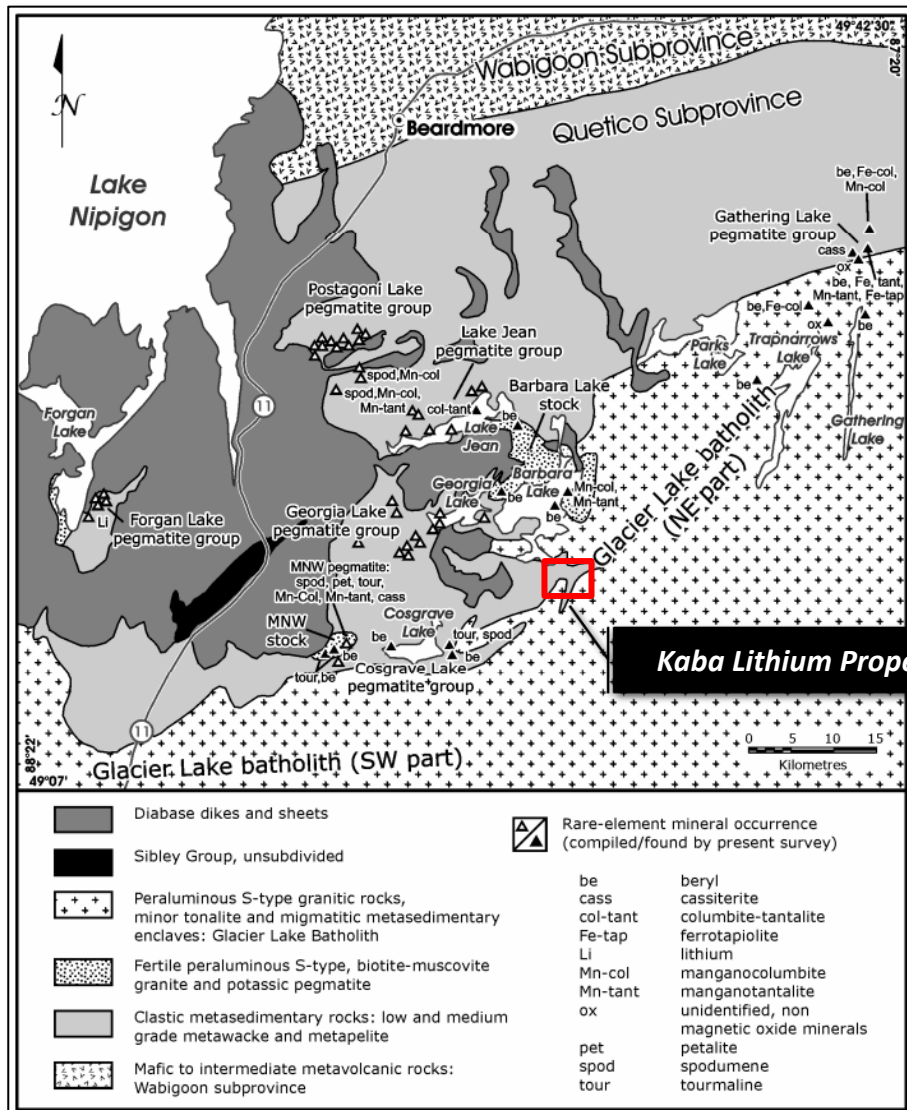 49°42'30"
87°20'
Wabigoon Subprovince
N
Beardmore
Quetico Subprovince
Lake
Nipigon
be, Fe-col,
Mn-col
Gathering Lake
pegmatite group
cass
ox
be, Fe, tant,
Mn-tant, Fe-tap
Postagoni Lake
pegmatite group
be,Fe-col
be
ox
Lake Jean
pegmatite group
Parks
Lake
Trapnarrows
Lake
spod,Mn-col
spod,Mn-col,
Mn-tant
col-tant
Barbara Lake
stock
be
be
Forgan
Lake
11
Lake
Jean
Gathering
Lake
Georgia
Lake
Barbara
Lake
Mn-col,
Mn-tant
be
be
Li
Forgan Lake
pegmatite group
Georgia Lake
pegmatite group
Glacier Lake batholith
(NE part)
MNW pegmatite:
spod, pet, tour,
Mn-Col, Mn-tant, cass
MNW
stock
Cosgrave
Lake
be
tour, spod
be
be
tour,be
Cosgrave Lake
pegmatite group
Kaba Lithium Prope
11
88°22'
49°07'
Glacier Lake batholith (SW part)
0 5 10 15
Kilometres
Diabase dikes and sheets
Sibley Group, unsubdivided
Peraluminous S-type granitic rocks,
minor tonalite and migmatitic metasedimentary
enclaves: Glacier Lake Batholith
Fertile peraluminous S-type, biotite-muscovite
granite and potassic pegmatite
Clastic metasedimentary rocks: low and medium
grade metawacke and metapelite
Mafic to intermediate metavolcanic rocks:
Wabigoon subprovince
Rare-element mineral occurrence
(compiled/found by present survey)
be beryl
cass cassiterite
col-tant columbite-tantalite
Fe-tap ferrotapiolite
Li lithium
Mn-col manganocolumbite
Mn-tant manganotantalite
ox unidentified, non
magnetic oxide minerals
pet petalite
spod spodumene
tour tourmaline